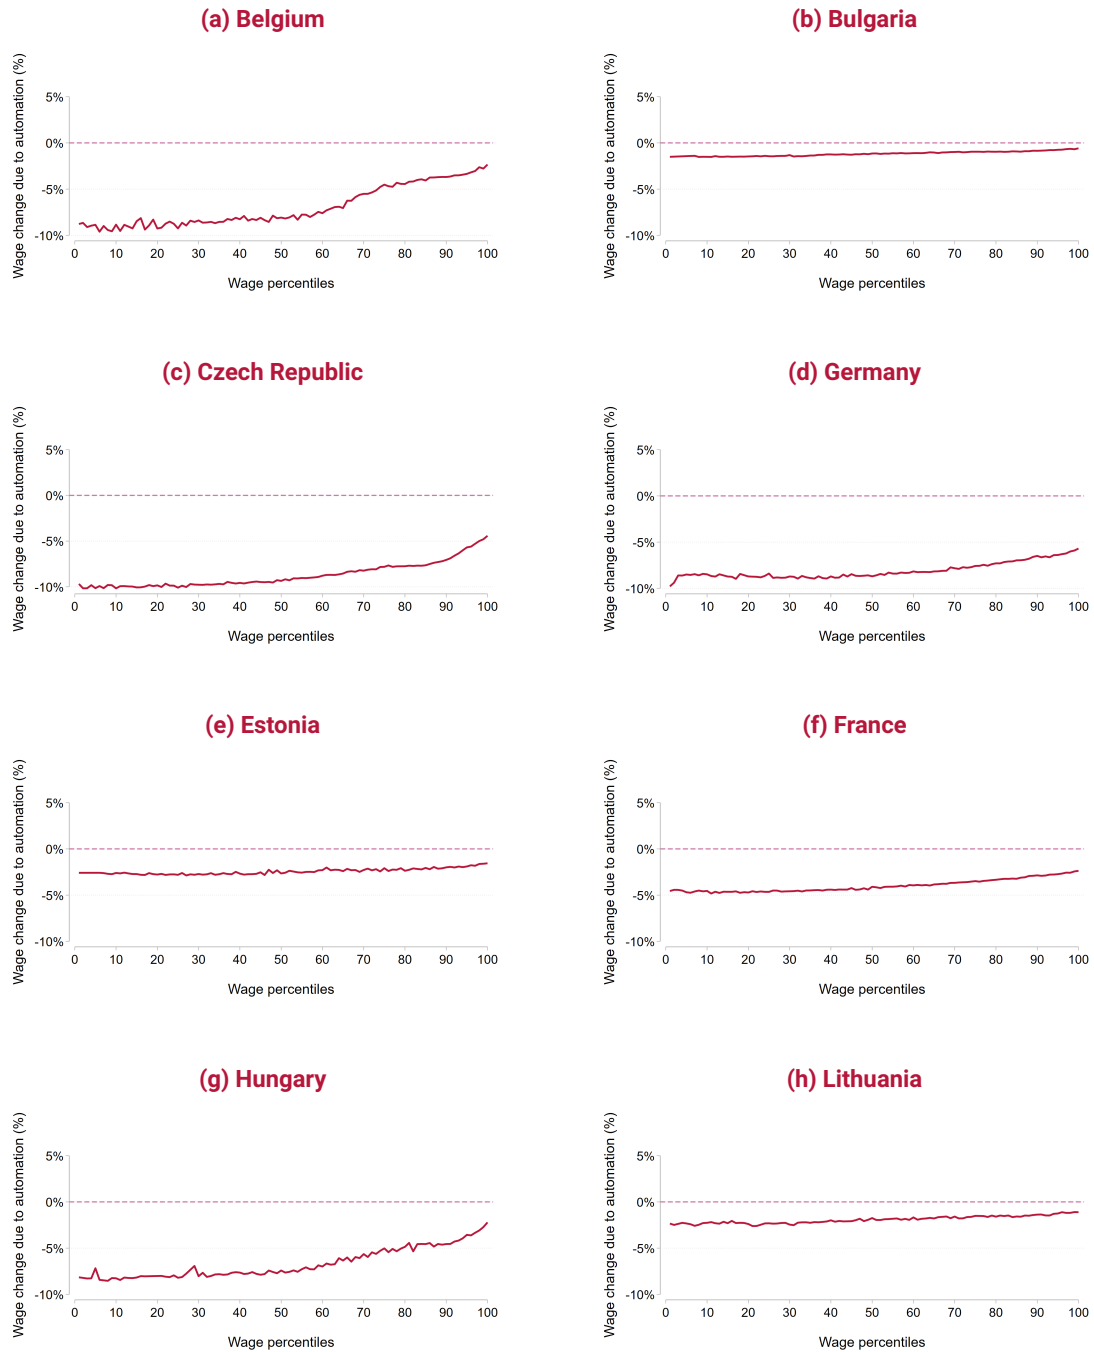 (a) Belgium
Wage change due to automation (%)
5%
0%
-5%
-10%
0 10 20 30 40 50 60 70 80 90 100
Wage percentiles
(b) Bulgaria
Wage change due to automation (%)
5%
0%
-5%
-10%
0 10 20 30 40 50 60 70 80 90 100
Wage percentiles
(c) Czech Republic
Wage change due to automation (%)
5%
0%
-5%
-10%
0 10 20 30 40 50 60 70 80 90 100
Wage percentiles
(d) Germany
Wage change due to automation (%)
5%
0%
-5%
-10%
0 10 20 30 40 50 60 70 80 90 100
Wage percentiles
(e) Estonia
Wage change due to automation (%)
5%
0%
-5%
-10%
0 10 20 30 40 50 60 70 80 90 100
Wage percentiles
(f) France
Wage change due to automation (%)
5%
0%
-5%
-10%
0 10 20 30 40 50 60 70 80 90 100
Wage percentiles
(g) Hungary
Wage change due to automation (%)
5%
0%
-5%
-10%
0 10 20 30 40 50 60 70 80 90 100
Wage percentiles
(h) Lithuania
Wage change due to automation (%)
5%
0%
-5%
-10%
0 10 20 30 40 50 60 70 80 90 100
Wage percentiles